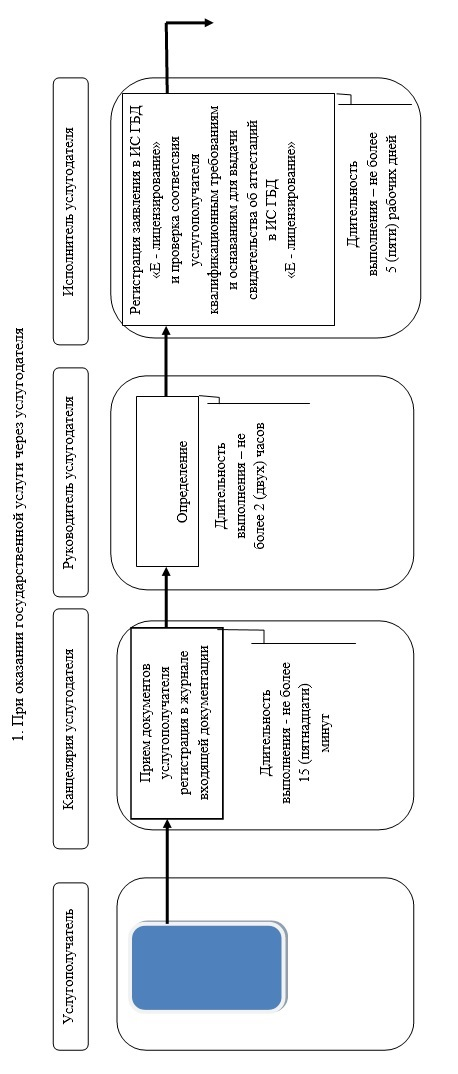 1. При оказании государственной услуги через услугодателя
Услугополучатель
Канцелярия услугодателя
Руководитель услугодателя
Исполнитель услугодателя
Прием документов
услугополучателя
регистрация в журнале
входящей документации
Длительность
выполнения - не более
15 (пятнадцати)
минут
Определение
Длительность
выполнения – не
более 2 (двух) часов
Регистрация заявления в ИС ГБД
«Е - лицензирование»
и проверка соответсвия
услугополучателя
квалификационным требованиям
и оснаваниям для выдачи
свидетельства об аттестаций
в ИС ГБД
«Е - лицензирование»
Длительность
выполнения – не более
5 (пяти) рабочих дней